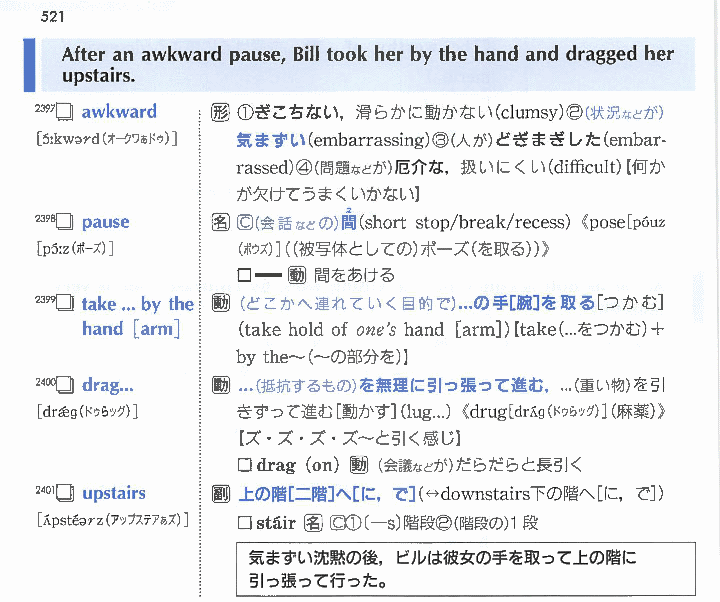 521
After an awkward pause, Bill took her by the hand and dragged her
upstairs.
2397 □ awkward
[ɔ́ːkwərd(オークワぁドゥ)]
形 ①ぎこちない，滑らかに動かない(clumsy)②(状況などが)
気まずい(embarrassing)③(人が)どぎまぎした(embar-
rassed)④(問題などが)厄介な，扱いにくい(difficult)【何か
が欠けてうまくいかない】
2398 □ pause
[pɔ́ːz(ポーズ)]
名 Ⓒ(会話などの)間(short stop/break/recess)《pose[póuz
ま
(ポウズ)]((被写体としての)ポーズ(を取る))》
□━ 動 間をあける
2399 □ take ... by the
hand [arm]
動 (どこかへ連れていく目的で)...の手[腕]を取る[つかむ]
(take hold of one's hand [arm])【take(...をつかむ)＋
by the～(～の部分を)】
2400 □ drag...
[drǽg(ドゥらッグ)]
動 ...(抵抗するもの)を無理に引っ張って進む，...(重い物)を引
きずって進む[動かす](lug...)《drug[drʌ́g(ドゥらッグ)](麻薬)》
【ズ・ズ・ズ・ズ～と引く感じ】
□ drag (on) 動 (会議などが)だらだらと長引く
2401 □ upstairs
[ʌ́pstéərz(アップステアぁズ)]
副 上の階[二階]へ[に，で](↔downstairs下の階へ[に，で])
□ stáir 名 Ⓒ①(—s)階段②(階段の)1段
気まずい沈黙の後，ビルは彼女の手を取って上の階に
引っ張って行った。